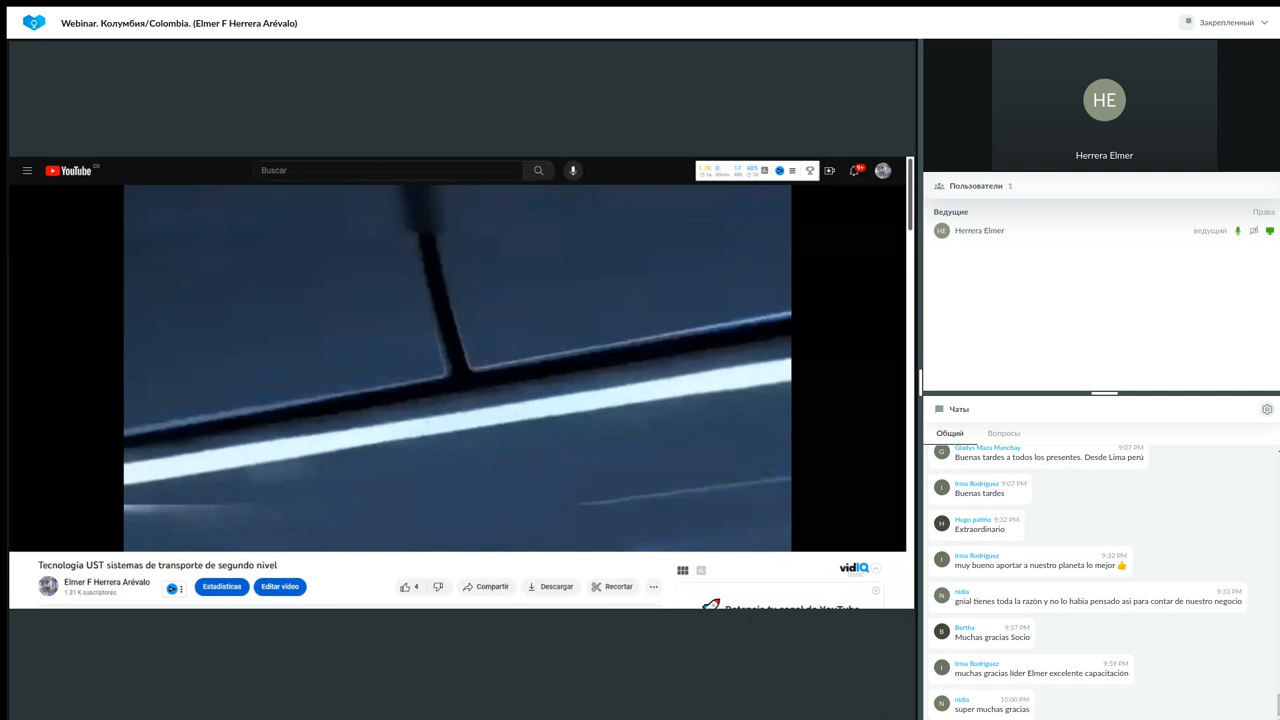 Webinar. Колумбия/Colombia. (Elmer F Herrera Arévalo)
Закрепленный
HE
Herrera Elmer
YouTube CO
Buscar
9+
Пользователи 1
Ведущие
Права
HE Herrera Elmer ведущий
Чаты
Общий Вопросы
G Gladys Maza Manchay 9:07 PM
Buenas tardes a todos los presentes. Desde Lima perú
I Irma Rodriguez 9:07 PM
Buenas tardes
H Hugo patiño 9:32 PM
Extraordinario
I Irma Rodriguez 9:32 PM
muy bueno aportar a nuestro planeta lo mejor 👍
N nidia 9:33 PM
gnial tienes toda la razòn y no lo habia pensado asi para contar de nuestro negocio
B Bertha 9:57 PM
Muchas gracias Socio
I Irma Rodriguez 9:59 PM
muchas gracias líder Elmer excelente capacitación
N nidia 10:00 PM
super muchas gracias
Tecnología UST sistemas de transporte de segundo nivel
Elmer F Herrera Arévalo
1.31 K suscriptores
Estadísticas
Editar video
4
Compartir
Descargar
Recortar
vidIQ